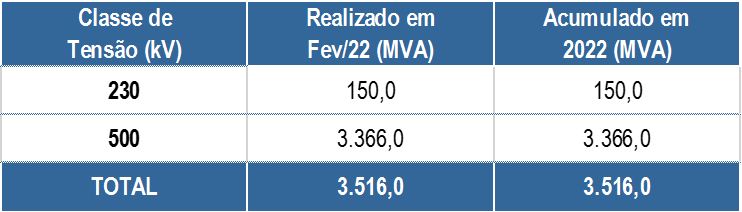 Classe de Tensão (kV) Realizado em Fev/22 (MVA) Acumulado em 2022 (MVA)
230 150,0 150,0
500 3.366,0 3.366,0
TOTAL 3.516,0 3.516,0